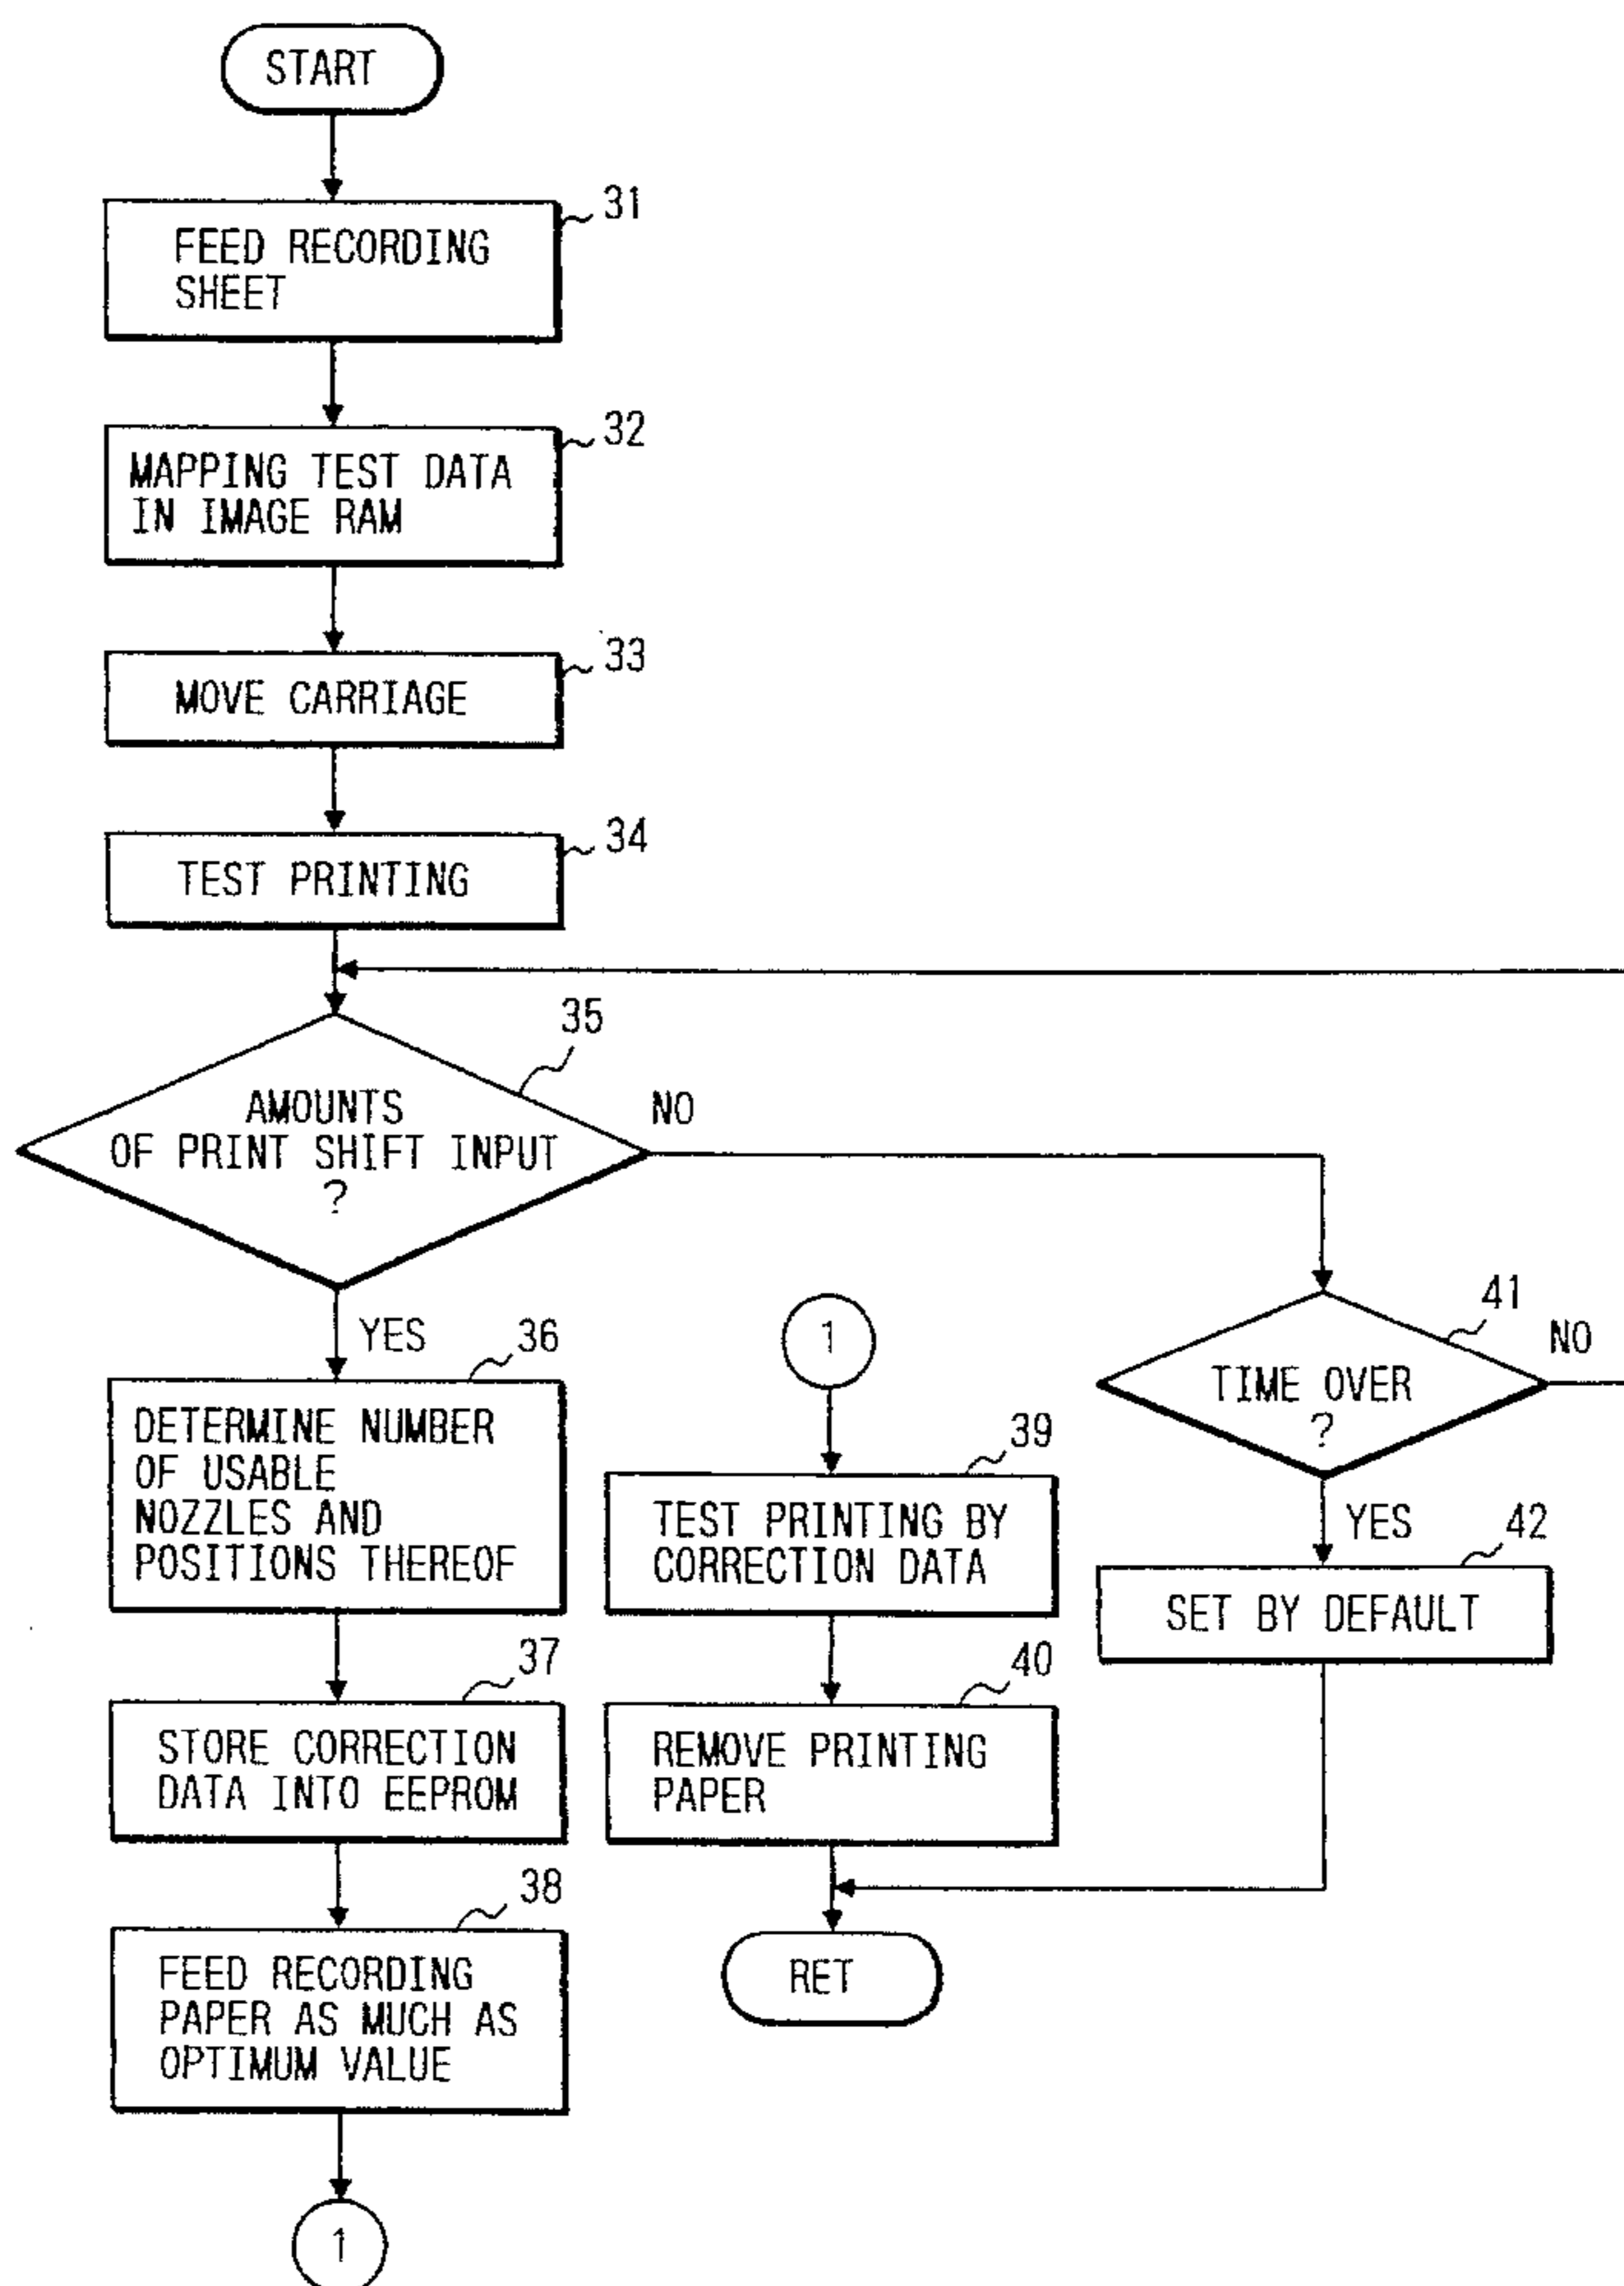 START
31
FEED RECORDING
SHEET
32
MAPPING TEST DATA
IN IMAGE RAM
33
MOVE CARRIAGE
34
TEST PRINTING
35
AMOUNTS
OF PRINT SHIFT INPUT
?
NO
YES
36
DETERMINE NUMBER
OF USABLE
NOZZLES AND
POSITIONS THEREOF
37
STORE CORRECTION
DATA INTO EEPROM
38
FEED RECORDING
PAPER AS MUCH AS
OPTIMUM VALUE
1
1
39
TEST PRINTING BY
CORRECTION DATA
40
REMOVE PRINTING
PAPER
RET
41
TIME OVER
?
NO
YES
42
SET BY DEFAULT